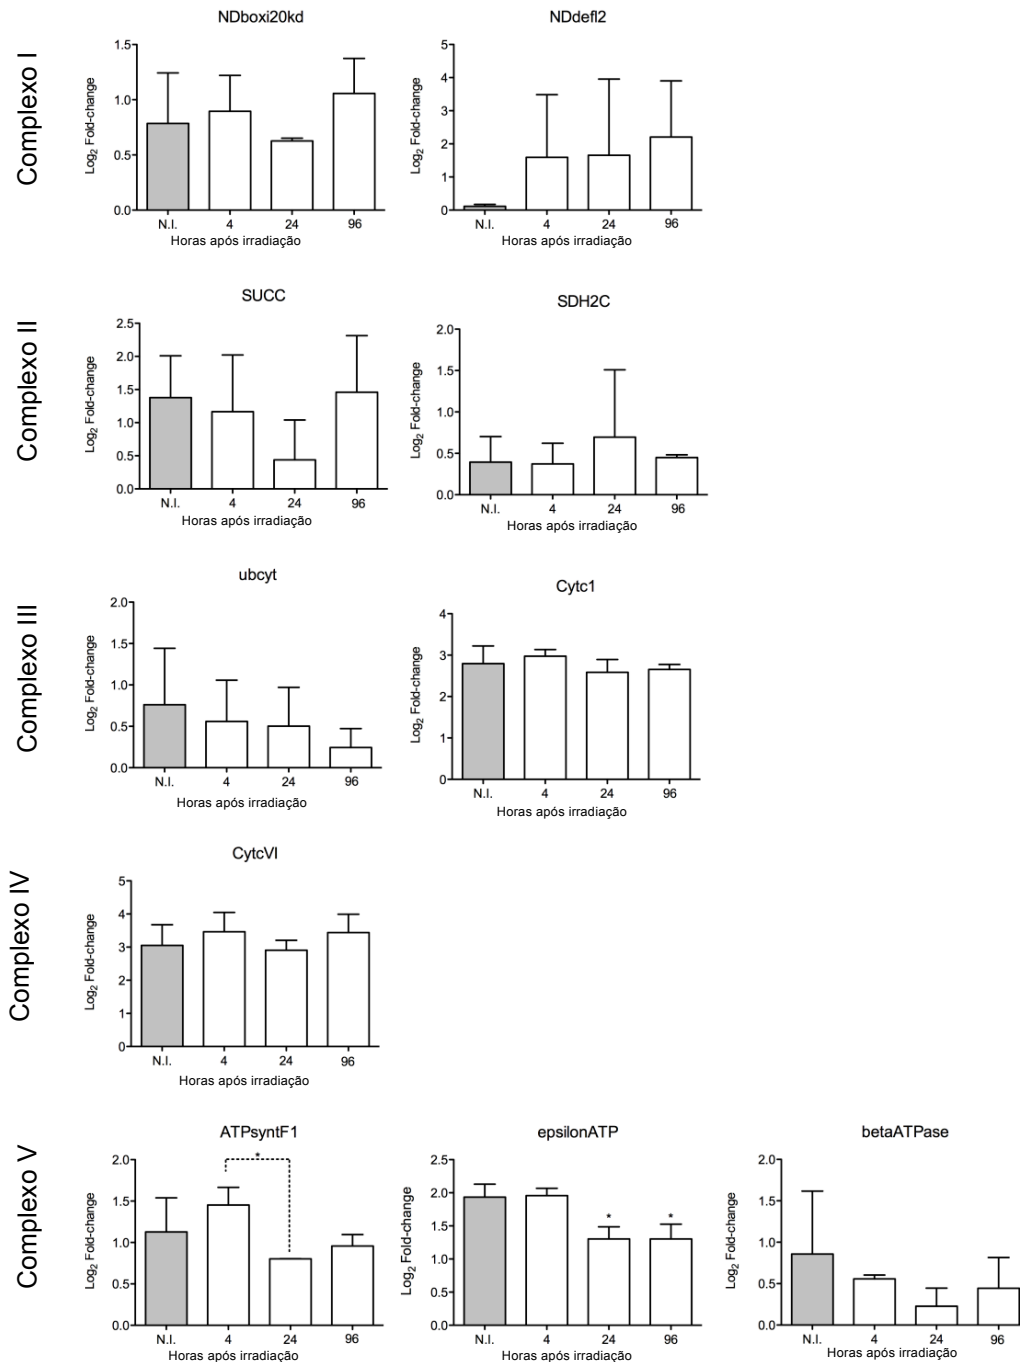 Complexo I
NDboxi20kd
Log2 Fold-change
1.5
1.0
0.5
0.0
N.I. 4 24 96
Horas após irradiação
NDdefl2
Log2 Fold-change
5
4
3
2
1
0
N.I. 4 24 96
Horas após irradiação
Complexo II
SUCC
Log2 Fold-change
2.5
2.0
1.5
1.0
0.5
0.0
N.I. 4 24 96
Horas após irradiação
SDH2C
Log2 Fold-change
2.0
1.5
1.0
0.5
0.0
N.I. 4 24 96
Horas após irradiação
Complexo III
ubcyt
Log2 Fold-change
2.0
1.5
1.0
0.5
0.0
N.I. 4 24 96
Horas após irradiação
Cytc1
Log2 Fold-change
4
3
2
1
0
N.I. 4 24 96
Horas após irradiação
Complexo IV
CytcVI
Log2 Fold-change
5
4
3
2
1
0
N.I. 4 24 96
Horas após irradiação
Complexo V
ATPsyntF1
Log2 Fold-change
2.0
1.5
1.0
0.5
0.0
*
N.I. 4 24 96
Horas após irradiação
epsilonATP
Log2 Fold-change
2.5
2.0
1.5
1.0
0.5
0.0
* *
N.I. 4 24 96
Horas após irradiação
betaATPase
Log2 Fold-change
2.0
1.5
1.0
0.5
0.0
N.I. 4 24 96
Horas após irradiação